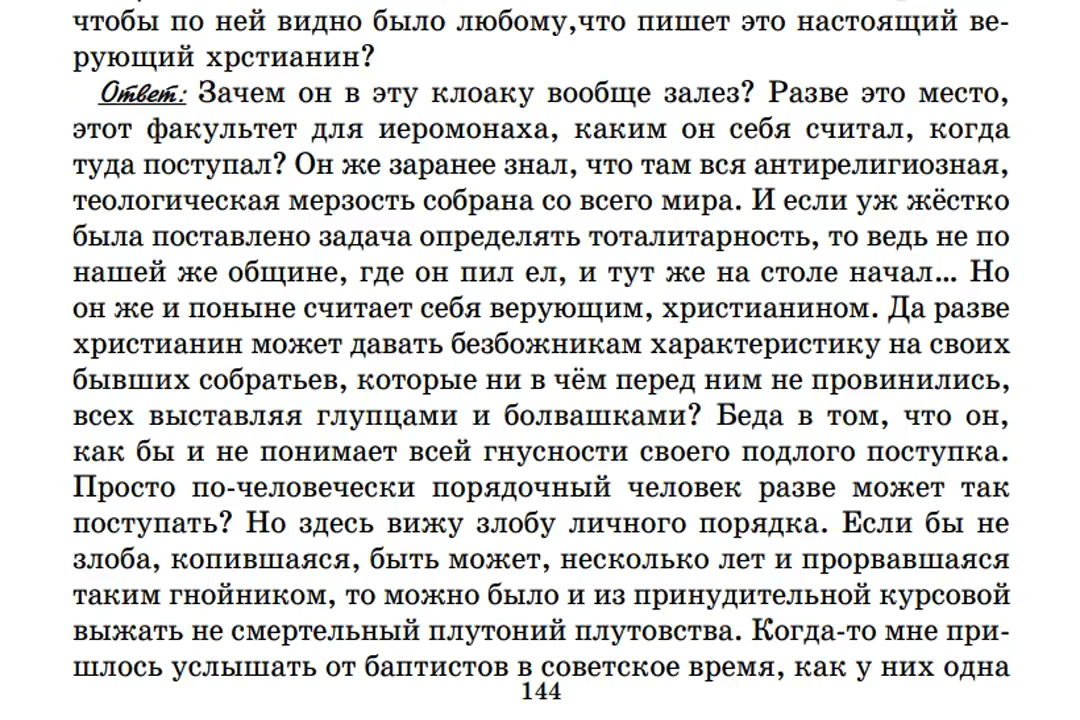 чтобы по ней видно было любому,что пишет это настоящий ве-
рующий хрстианин?
Ответ: Зачем он в эту клоаку вообще залез? Разве это место,
этот факультет для иеромонаха, каким он себя считал, когда
туда поступал? Он же заранее знал, что там вся антирелигиозная,
теологическая мерзость собрана со всего мира. И если уж жёстко
была поставлено задача определять тоталитарность, то ведь не по
нашей же общине, где он пил ел, и тут же на столе начал... Но
он же и поныне считает себя верующим, христианином. Да разве
христианин может давать безбожникам характеристику на своих
бывших собратьев, которые ни в чём перед ним не провинились,
всех выставляя глупцами и болвашками? Беда в том, что он,
как бы и не понимает всей гнусности своего подлого поступка.
Просто по-человечески порядочный человек разве может так
поступать? Но здесь вижу злобу личного порядка. Если бы не
злоба, копившаяся, быть может, несколько лет и прорвавшаяся
таким гнойником, то можно было и из принудительной курсовой
выжать не смертельный плутоний плутовства. Когда-то мне при-
шлось услышать от баптистов в советское время, как у них одна
144